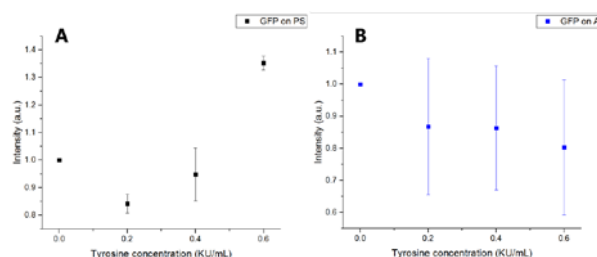 A
GFP on PS
Intensity (a.u.)
1.4
1.3
1.2
1.1
1.0
0.9
0.8
0.0
0.2
0.4
0.6
Tyrosine concentration (KU/mL)
B
GFP on A
Intensity (a.u.)
1.1
1.0
0.9
0.8
0.7
0.6
0.0
0.2
0.4
0.6
Tyrosine concentration (KU/mL)